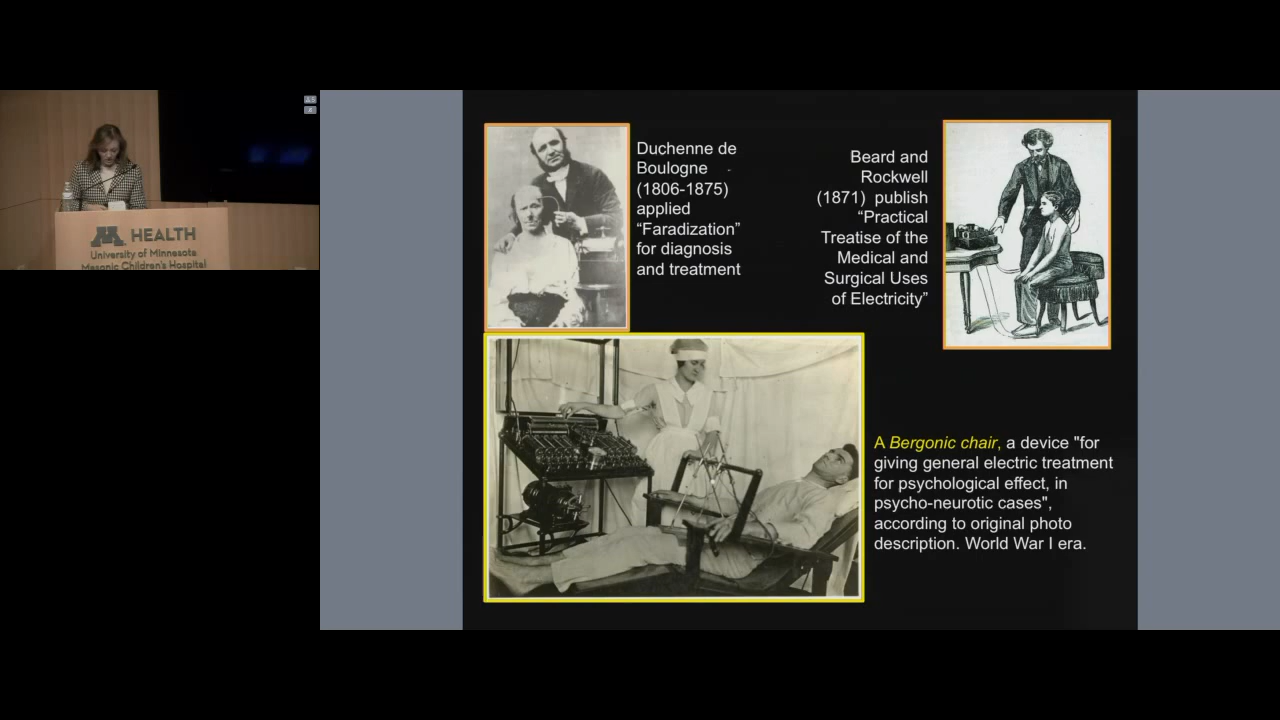 M HEALTH
University of Minnesota
Masonic Children's Hospital
Duchenne de
Boulogne -
(1806-1875)
applied
“Faradization”
for diagnosis
and treatment
Beard and
Rockwell
(1871) publish
“Practical
Treatise of the
Medical and
Surgical Uses
of Electricity”
A Bergonic chair, a device "for
giving general electric treatment
for psychological effect, in
psycho-neurotic cases",
according to original photo
description. World War I era.